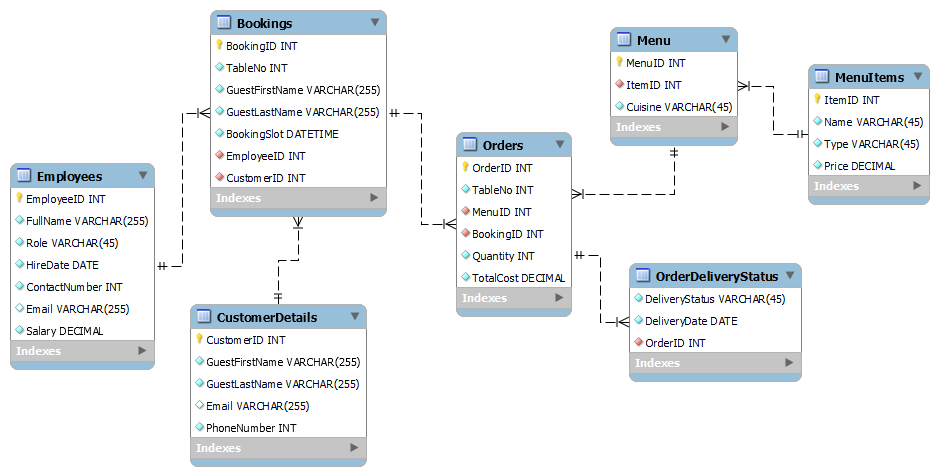 Bookings
BookingID INT
TableNo INT
GuestFirstName VARCHAR(255)
GuestLastName VARCHAR(255)
BookingSlot DATETIME
EmployeeID INT
CustomerID INT
Indexes
Menu
MenuID INT
ItemID INT
Cuisine VARCHAR(45)
Indexes
MenuItems
ItemID INT
Name VARCHAR(45)
Type VARCHAR(45)
Price DECIMAL
Indexes
Employees
EmployeeID INT
FullName VARCHAR(255)
Role VARCHAR(45)
HireDate DATE
ContactNumber INT
Email VARCHAR(255)
Salary DECIMAL
Indexes
Orders
OrderID INT
TableNo INT
MenuID INT
BookingID INT
Quantity INT
TotalCost DECIMAL
Indexes
CustomerDetails
CustomerID INT
GuestFirstName VARCHAR(255)
GuestLastName VARCHAR(255)
Email VARCHAR(255)
PhoneNumber INT
Indexes
OrderDeliveryStatus
DeliveryStatus VARCHAR(45)
DeliveryDate DATE
OrderID INT
Indexes